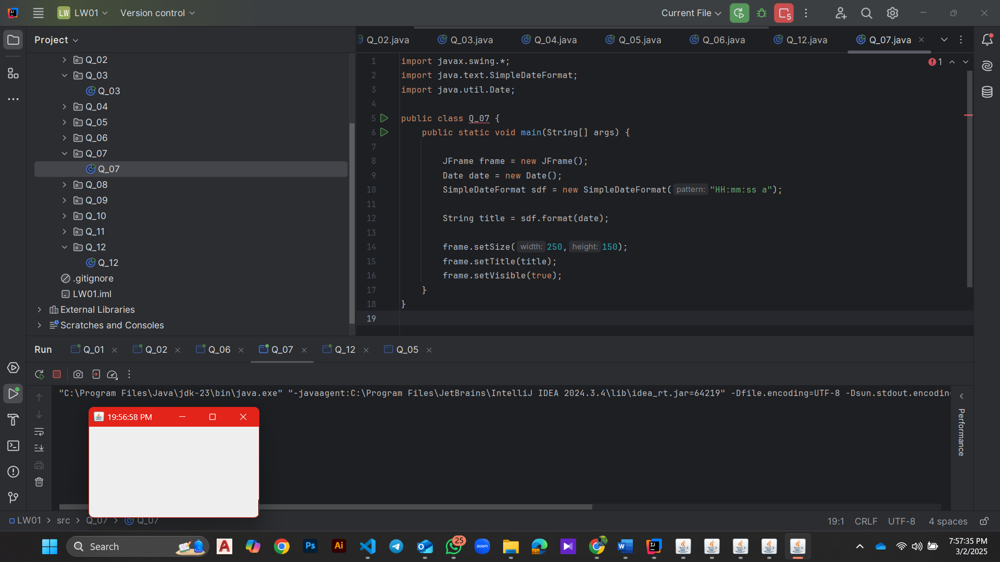 LW LW01 Version control Current File 5
Project
Q_02.java Q_03.java Q_04.java Q_05.java Q_06.java Q_12.java Q_07.java
Q_02
Q_03
Q_03
Q_04
Q_05
Q_06
Q_07
Q_07
Q_08
Q_09
Q_10
Q_11
Q_12
Q_12
.gitignore
LW01.iml
External Libraries
Scratches and Consoles
1 import javax.swing.*;
1
2 import java.text.SimpleDateFormat;
3 import java.util.Date;
4
5 public class Q_07 {
6 public static void main(String[] args) {
7
8 JFrame frame = new JFrame();
9 Date date = new Date();
10 SimpleDateFormat sdf = new SimpleDateFormat( pattern: "HH:mm:ss a");
11
12 String title = sdf.format(date);
13
14 frame.setSize( width: 250, height: 150);
15 frame.setTitle(title);
16 frame.setVisible(true);
17 }
18 }
19
Run Q_01 Q_02 Q_06 Q_07 Q_12 Q_05
"C:\Program Files\Java\jdk-23\bin\java.exe" "-javaagent:C:\Program Files\JetBrains\IntelliJ IDEA 2024.3.4\lib\idea_rt.jar=64219" -Dfile.encoding=UTF-8 -Dsun.stdout.encodin
Performance
19:56:58 PM
LW01 > src > Q_07 > Q_07
19:1 CRLF UTF-8 4 spaces
Search
Ps
Ai
25
zoom
7:57:35 PM
3/2/2025